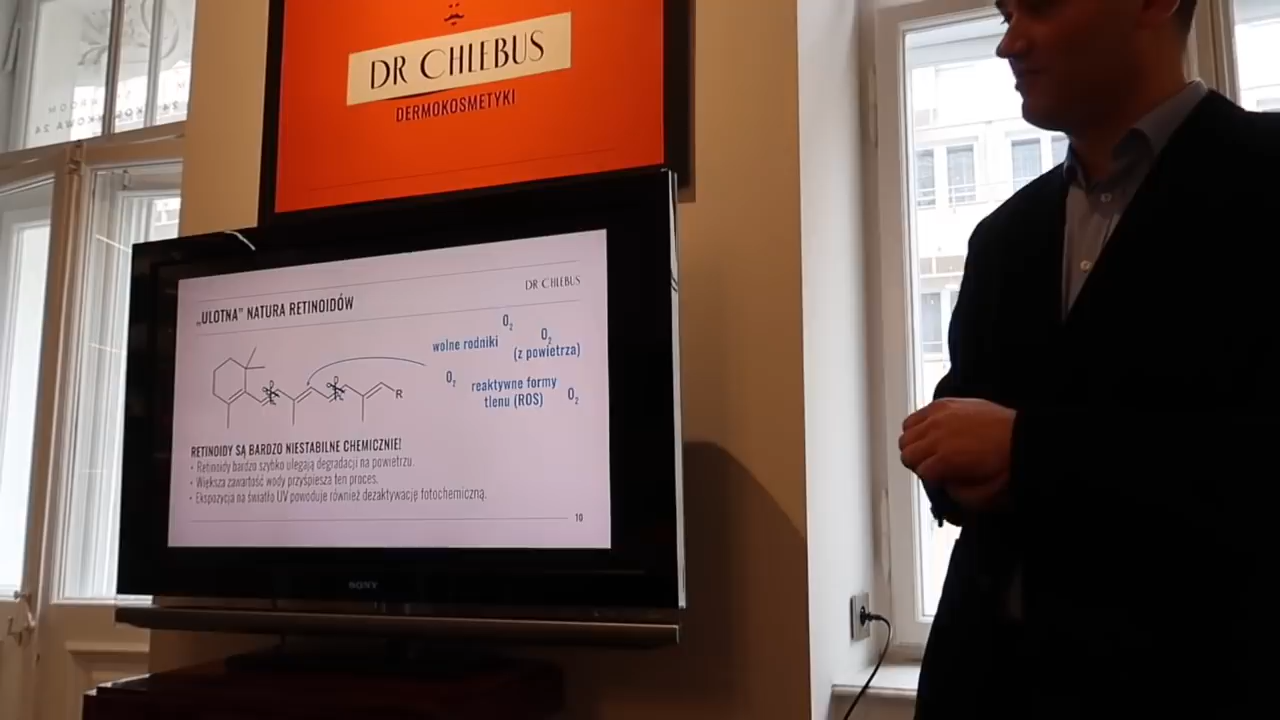 DR CHLEBUS
DERMOKOSMETYKI
DR CHLEBUS
„ULOTNA” NATURA RETINOIDÓW
O2
wolne rodniki
O2
(z powietrza)
O2
reaktywne formy
tlenu (ROS)
O2
R
RETINOIDY SĄ BARDZO NIESTABILNE CHEMICZNIE!
• Retinoidy bardzo szybko ulegają degradacji na powietrzu.
• Większa zawartość wody przyśpiesza ten proces.
• Ekspozycja na światło UV powoduje również dezaktywację fotochemiczną.
10
SONY